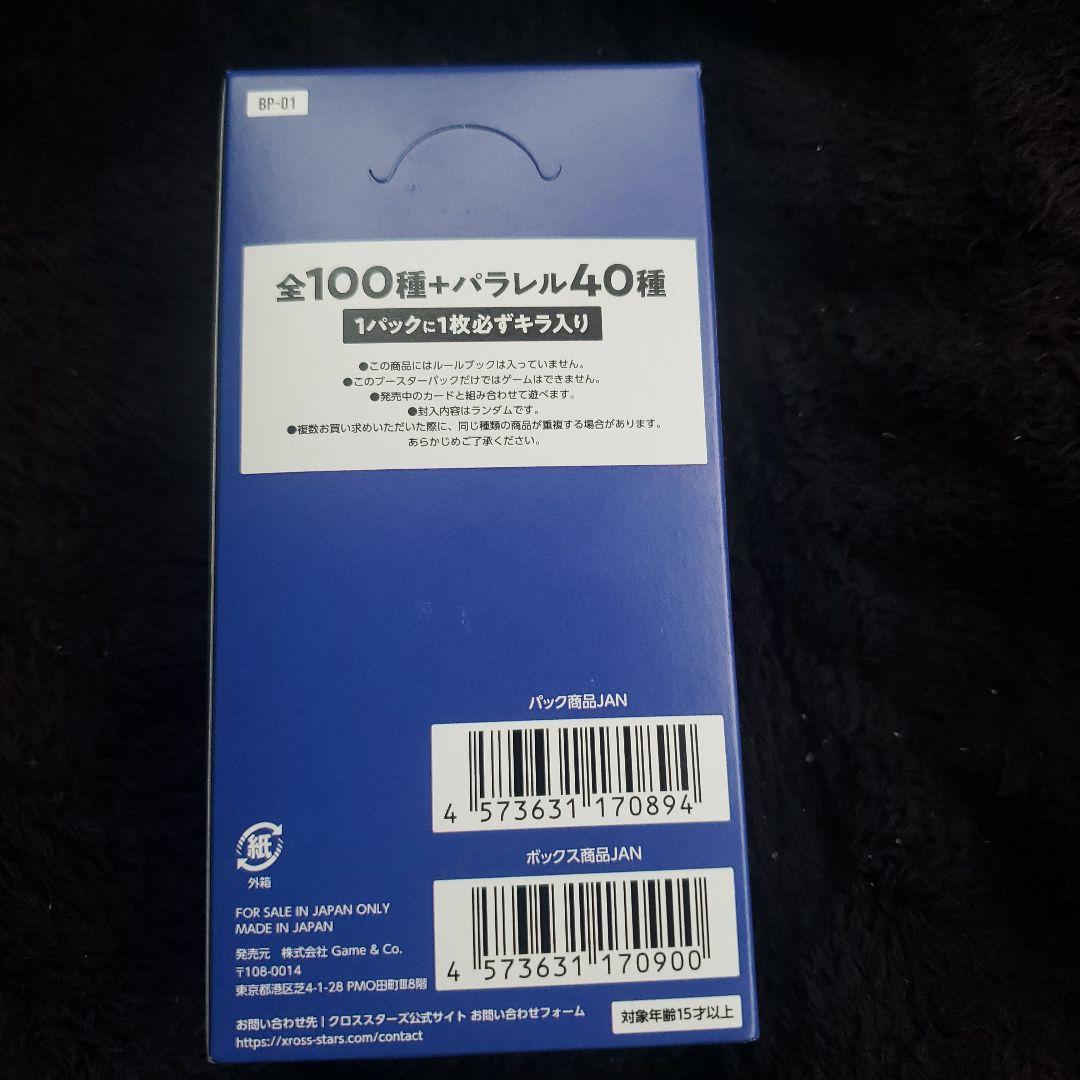 BP-01
全100種+パラレル40種
1パックに1枚必ずキラ入り
●この商品にはルールブックは入っていません。
●このブースターパックだけではゲームはできません。
●発売中のカードと組み合わせて遊べます。
●封入内容はランダムです。
●複数お買い求めいただいた際に、同じ種類の商品が重複する場合があります。
あらかじめご了承ください。
パック商品JAN
4 573631 170894
ボックス商品JAN
4 573631 170900
紙
外箱
FOR SALE IN JAPAN ONLY
MADE IN JAPAN
発売元 株式会社 Game & Co.
〒108-0014
東京都港区芝4-1-28 PMO田町Ⅲ8階
お問い合わせ先 | クロススターズ公式サイト お問い合わせフォーム
https://xross-stars.com/contact
対象年齢15才以上